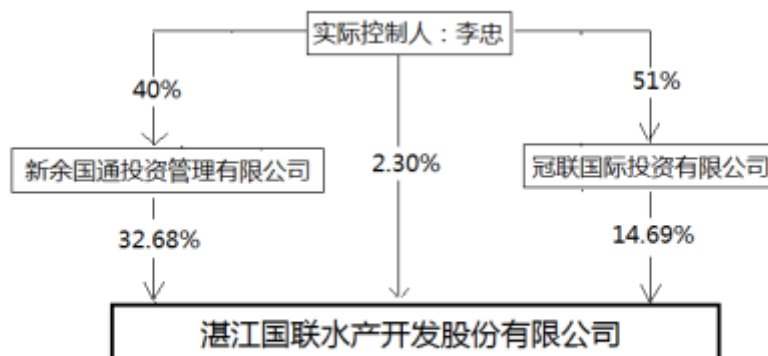 实际控制人：李忠
40%
51%
新余国通投资管理有限公司
2.30%
冠联国际投资有限公司
32.68%
14.69%
湛江国联水产开发股份有限公司